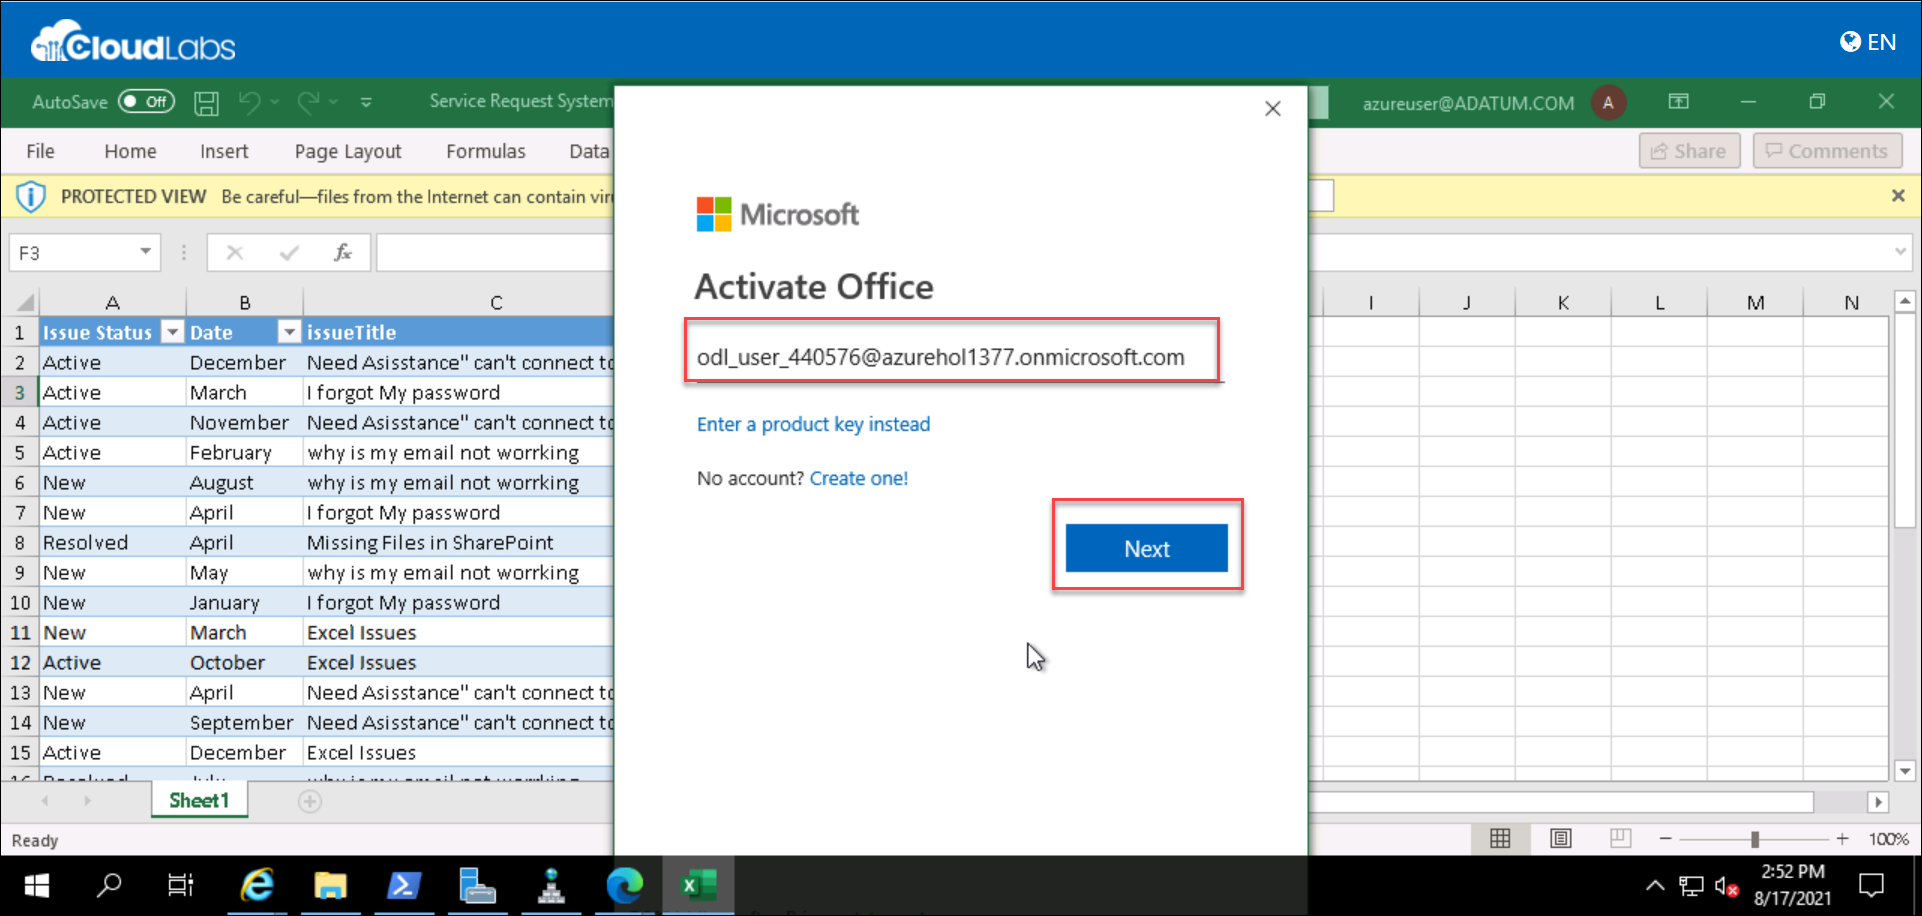 CloudLabs
EN
AutoSave Off
Service Request System
azureuser@ADATUM.COM A
File Home Insert Page Layout Formulas Data
Share Comments
PROTECTED VIEW Be careful—files from the Internet can contain
F3
fx
A B C I J K L M N
1 Issue Status Date issueTitle
2 Active December Need Asisstance" can't connect
3 Active March I forgot My password
4 Active November Need Asisstance" can't connect
5 Active February why is my email not worrking
6 New August why is my email not worrking
7 New April I forgot My password
8 Resolved April Missing Files in SharePoint
9 New May why is my email not worrking
10 New January I forgot My password
11 New March Excel Issues
12 Active October Excel Issues
13 New April Need Asisstance" can't connect
14 New September Need Asisstance" can't connect
15 Active December Excel Issues
Microsoft
Activate Office
odl_user_440576@azurehol1377.onmicrosoft.com
Enter a product key instead
No account? Create one!
Next
Sheet1
Ready
100%
2:52 PM
8/17/2021